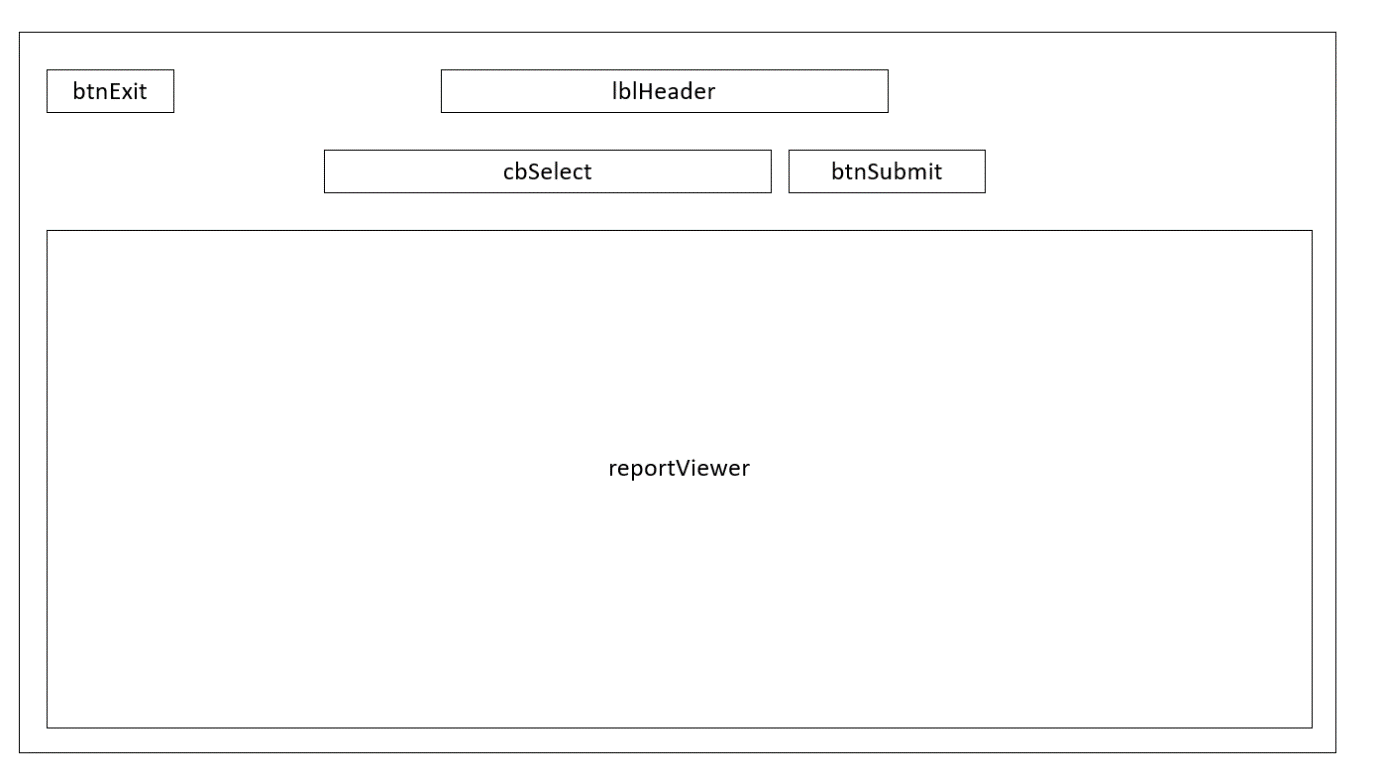 btnExit
lblHeader
cbSelect
btnSubmit
reportViewer